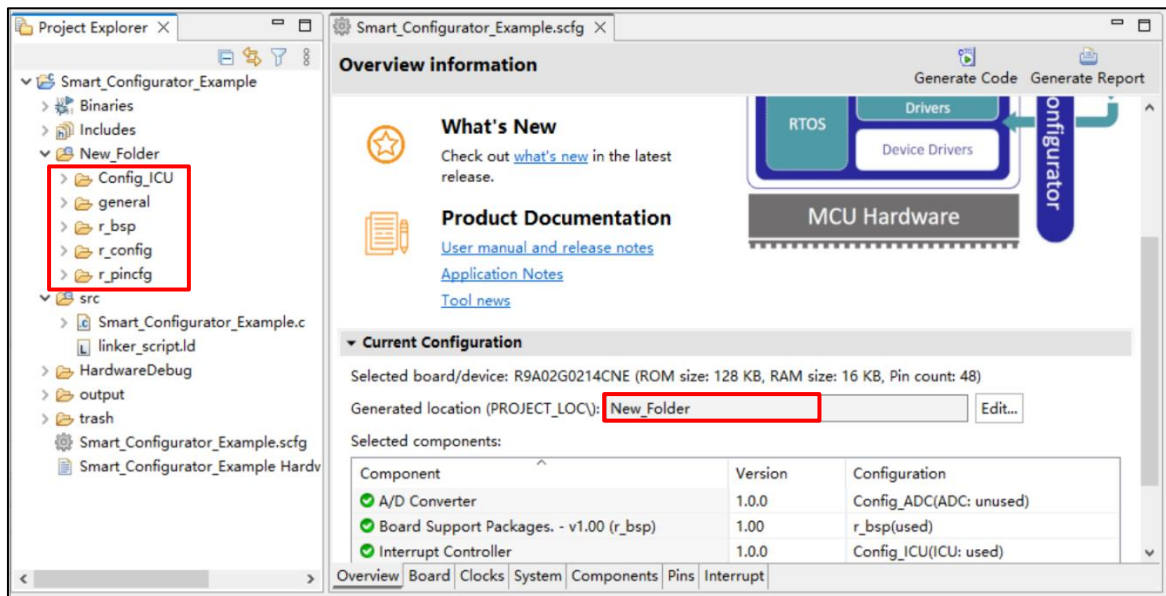 Project Explorer
Smart_Configurator_Example
Binaries
Includes
New_Folder
Config_ICU
general
r_bsp
r_config
r_pincfg
src
Smart_Configurator_Example.c
linker_script.ld
HardwareDebug
output
trash
Smart_Configurator_Example.scfg
Smart_Configurator_Example Hardw
Smart_Configurator_Example.scfg
Overview information
Generate Code Generate Report
What's New
Check out what's new in the latest
release.
Product Documentation
User manual and release notes
Application Notes
Tool news
RTOS
Drivers
Device Drivers
MCU Hardware
onfigurator
Current Configuration
Selected board/device: R9A02G0214CNE (ROM size: 128 KB, RAM size: 16 KB, Pin count: 48)
Generated location (PROJECT_LOC\): New_Folder Edit...
Selected components:
Component Version Configuration
A/D Converter 1.0.0 Config_ADC(ADC: unused)
Board Support Packages. - v1.00 (r_bsp) 1.00 r_bsp(used)
Interrupt Controller 1.0.0 Config_ICU(ICU: used)
Overview Board Clocks System Components Pins Interrupt